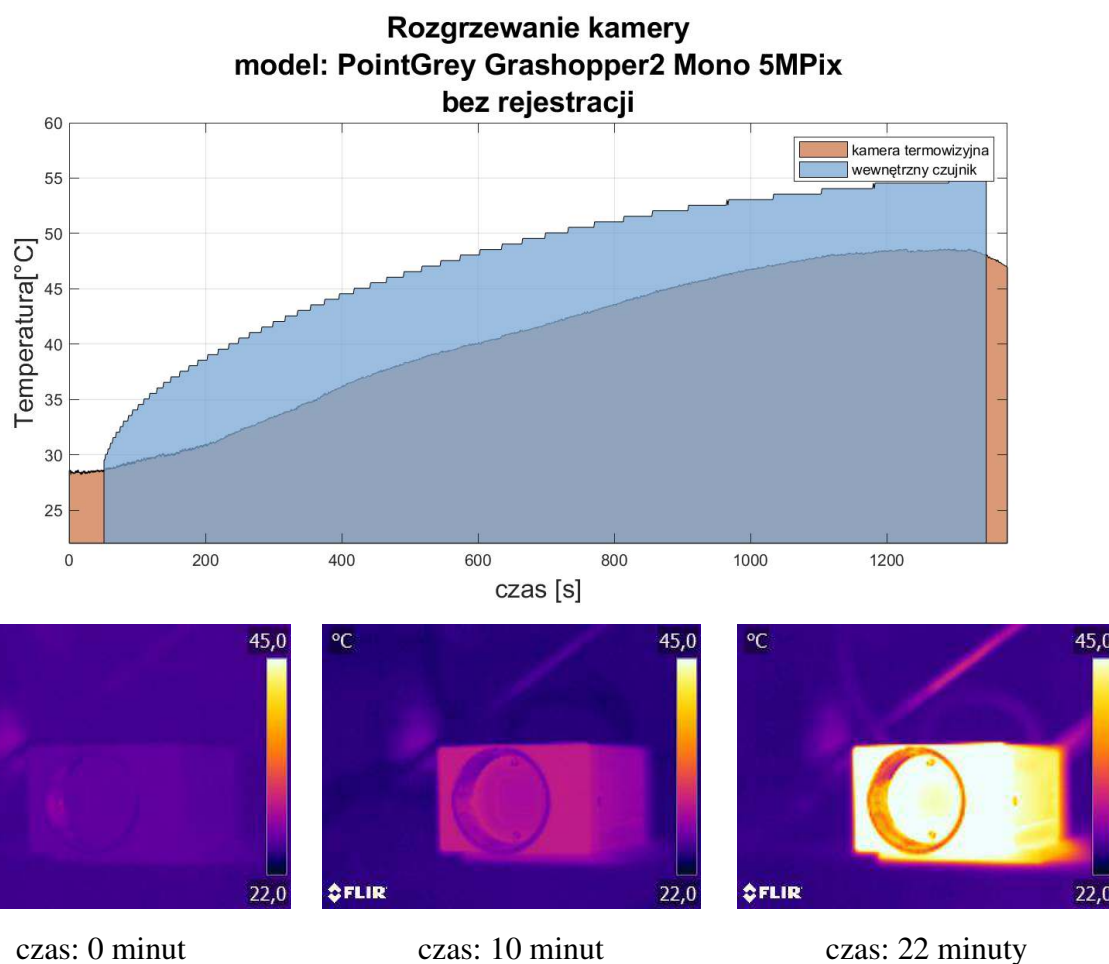 Rozgrzewanie kamery
model: PointGrey Grashopper2 Mono 5MPix
bez rejestracji
60
55
50
45
40
35
30
25
Temperatura[°C]
kamera termowizyjna
wewnętrzny czujnik
0 200 400 600 800 1000 1200
czas [s]
45,0
22,0
°C 45,0
FLIR 22,0
°C 45,0
FLIR 22,0
czas: 0 minut czas: 10 minut czas: 22 minuty